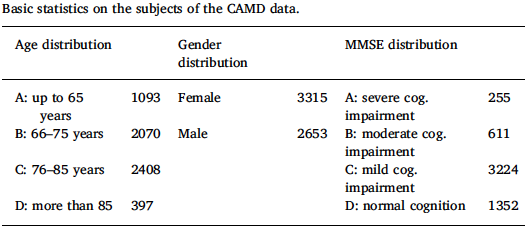 Basic statistics on the subjects of the CAMD data.
Age distribution Gender MMSE distribution
distribution
A: up to 65 1093 Female 3315 A: severe cog. 255
years impairment
B: 66–75 years 2070 Male 2653 B: moderate cog. 611
impairment
C: 76–85 years 2408 C: mild cog. 3224
impairment
D: more than 85 397 D: normal cognition 1352